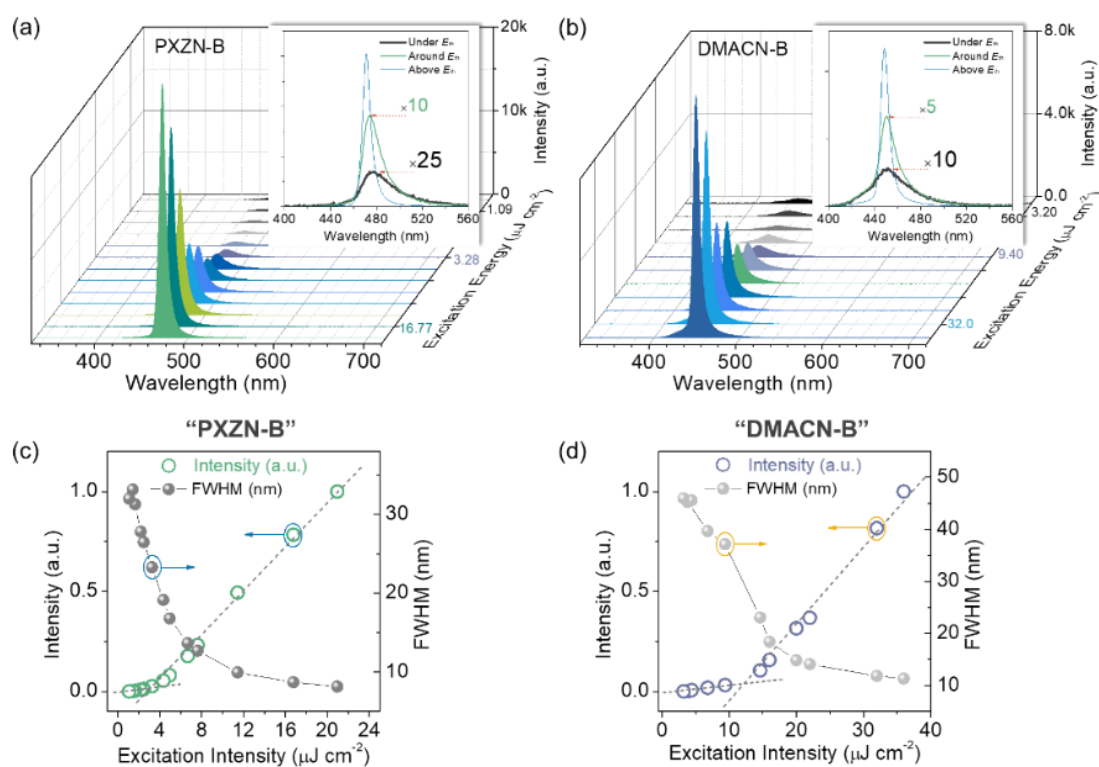 (a)
PXZN-B
Under Eth
Around Eth
Above Eth
×10
×25
400 440 480 520 560
Wavelength (nm)
20k
10k
0
Intensity (a.u.)
1.09
3.28
16.77
Excitation Energy (μJ cm-2)
400 500 600 700
Wavelength (nm)
(b)
DMACN-B
Under Eth
Around Eth
Above Eth
×5
×10
400 440 480 520 560
Wavelength (nm)
8.0k
4.0k
0.0
Intensity (a.u.)
3.20
9.40
32.0
Excitation Energy (μJ cm-2)
400 500 600 700
Wavelength (nm)
(c)
"PXZN-B"
Intensity (a.u.)
FWHM (nm)
1.0
0.5
0.0
Intensity (a.u.)
30
20
10
FWHM (nm)
0 4 8 12 16 20 24
Excitation Intensity (μJ cm-2)
(d)
"DMACN-B"
Intensity (a.u.)
FWHM (nm)
1.0
0.5
0.0
Intensity (a.u.)
50
40
30
20
10
FWHM (nm)
0 10 20 30 40
Excitation Intensity (μJ cm-2)